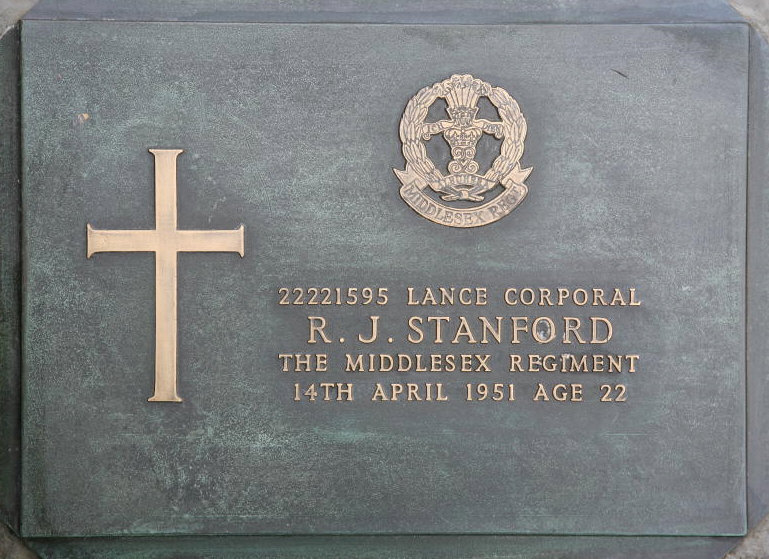 MIDDLESEX REGT
22221595 LANCE CORPORAL
R. J. STANFORD
THE MIDDLESEX REGIMENT
14TH APRIL 1951 AGE 22